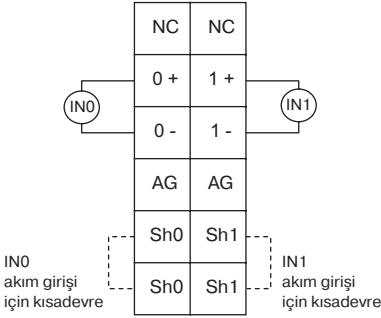 NC NC
0 + 1 +
IN0 IN1
0 - 1 -
AG AG
Sh0 Sh1
Sh0 Sh1
IN0
akım girişi
için kısadevre
IN1
akım girişi
için kısadevre